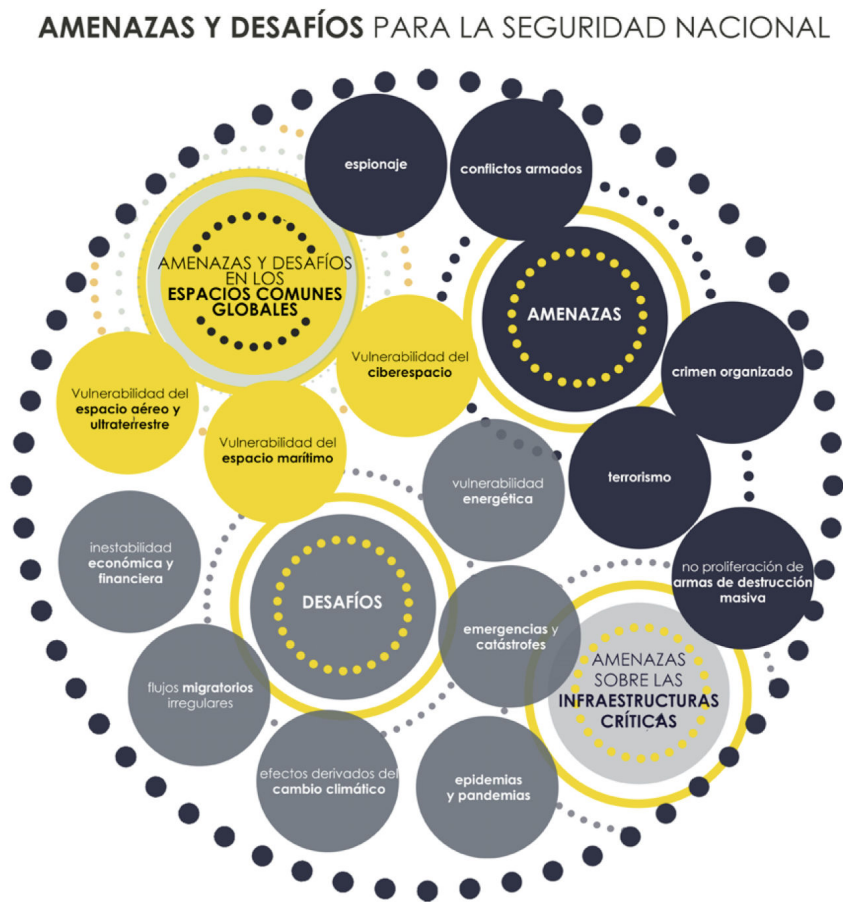 AMENAZAS Y DESAFÍOS PARA LA SEGURIDAD NACIONAL
espionaje
conflictos armados
AMENAZAS Y DESAFÍOS
EN LOS
ESPACIOS COMUNES
GLOBALES
AMENAZAS
Vulnerabilidad del
ciberespacio
crimen organizado
Vulnerabilidad del
espacio aéreo y
ultraterrestre
Vulnerabilidad del
espacio marítimo
vulnerabilidad
energética
terrorismo
inestabilidad
económica y
financiera
no proliferación de
armas de destrucción
masiva
DESAFÍOS
emergencias y
catástrofes
AMENAZAS
SOBRE LAS
INFRAESTRUCTURAS
CRÍTICAS
flujos migratorios
irregulares
efectos derivados del
cambio climático
epidemias
y pandemias